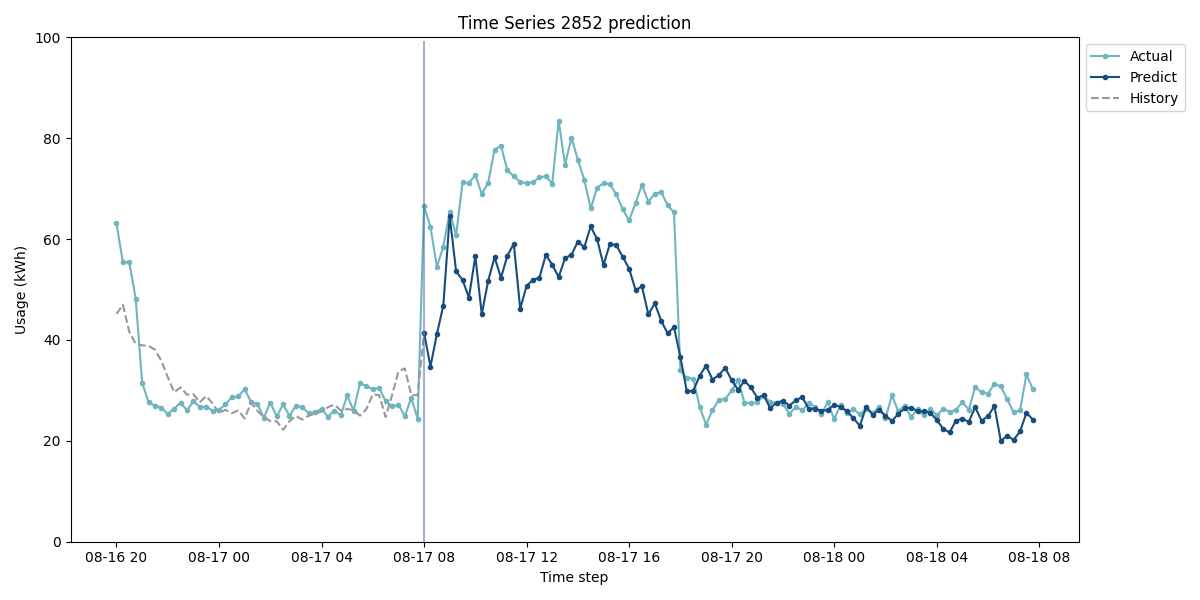 Time Series 2852 prediction
Usage (kWh)
100
80
60
40
20
0
08-16 20
08-17 00
08-17 04
08-17 08
08-17 12
08-17 16
08-17 20
08-18 00
08-18 04
08-18 08
Time step
Actual
Predict
History